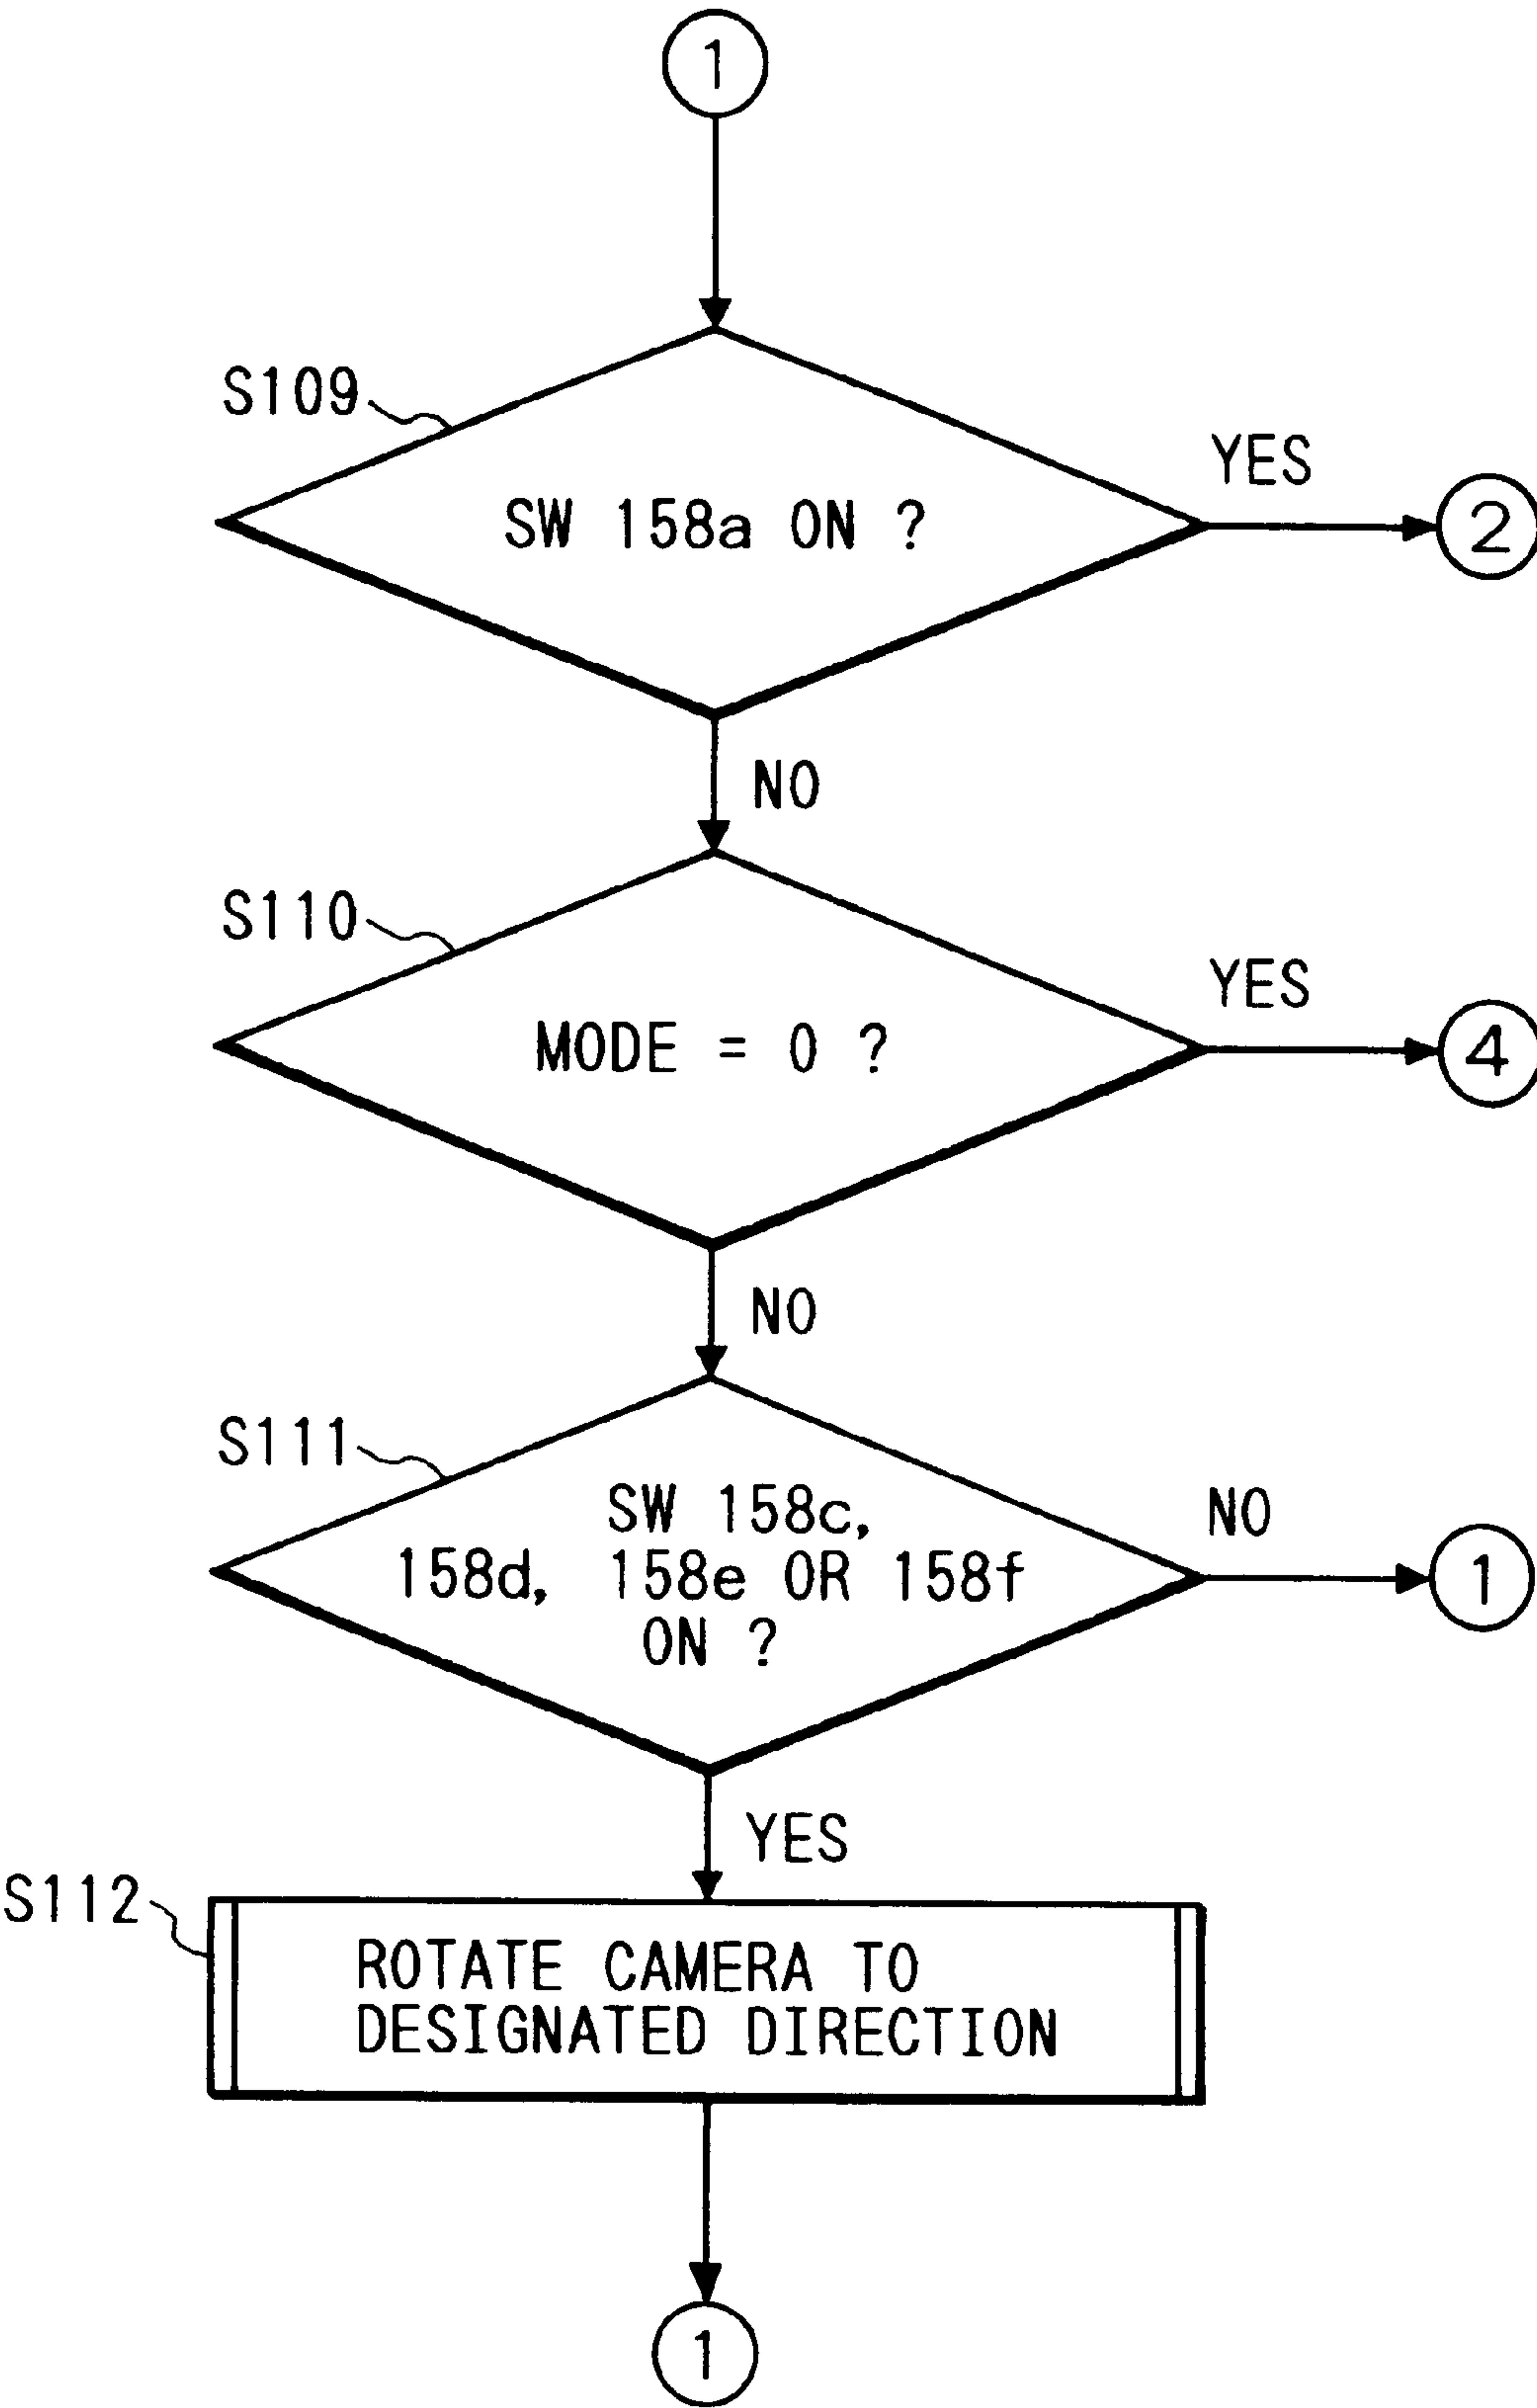 1
S109
SW 158a ON ?
YES
2
NO
S110
MODE = 0 ?
YES
4
NO
S111
SW 158c,
158d, 158e OR 158f
ON ?
NO
1
YES
S112
ROTATE CAMERA TO
DESIGNATED DIRECTION
1